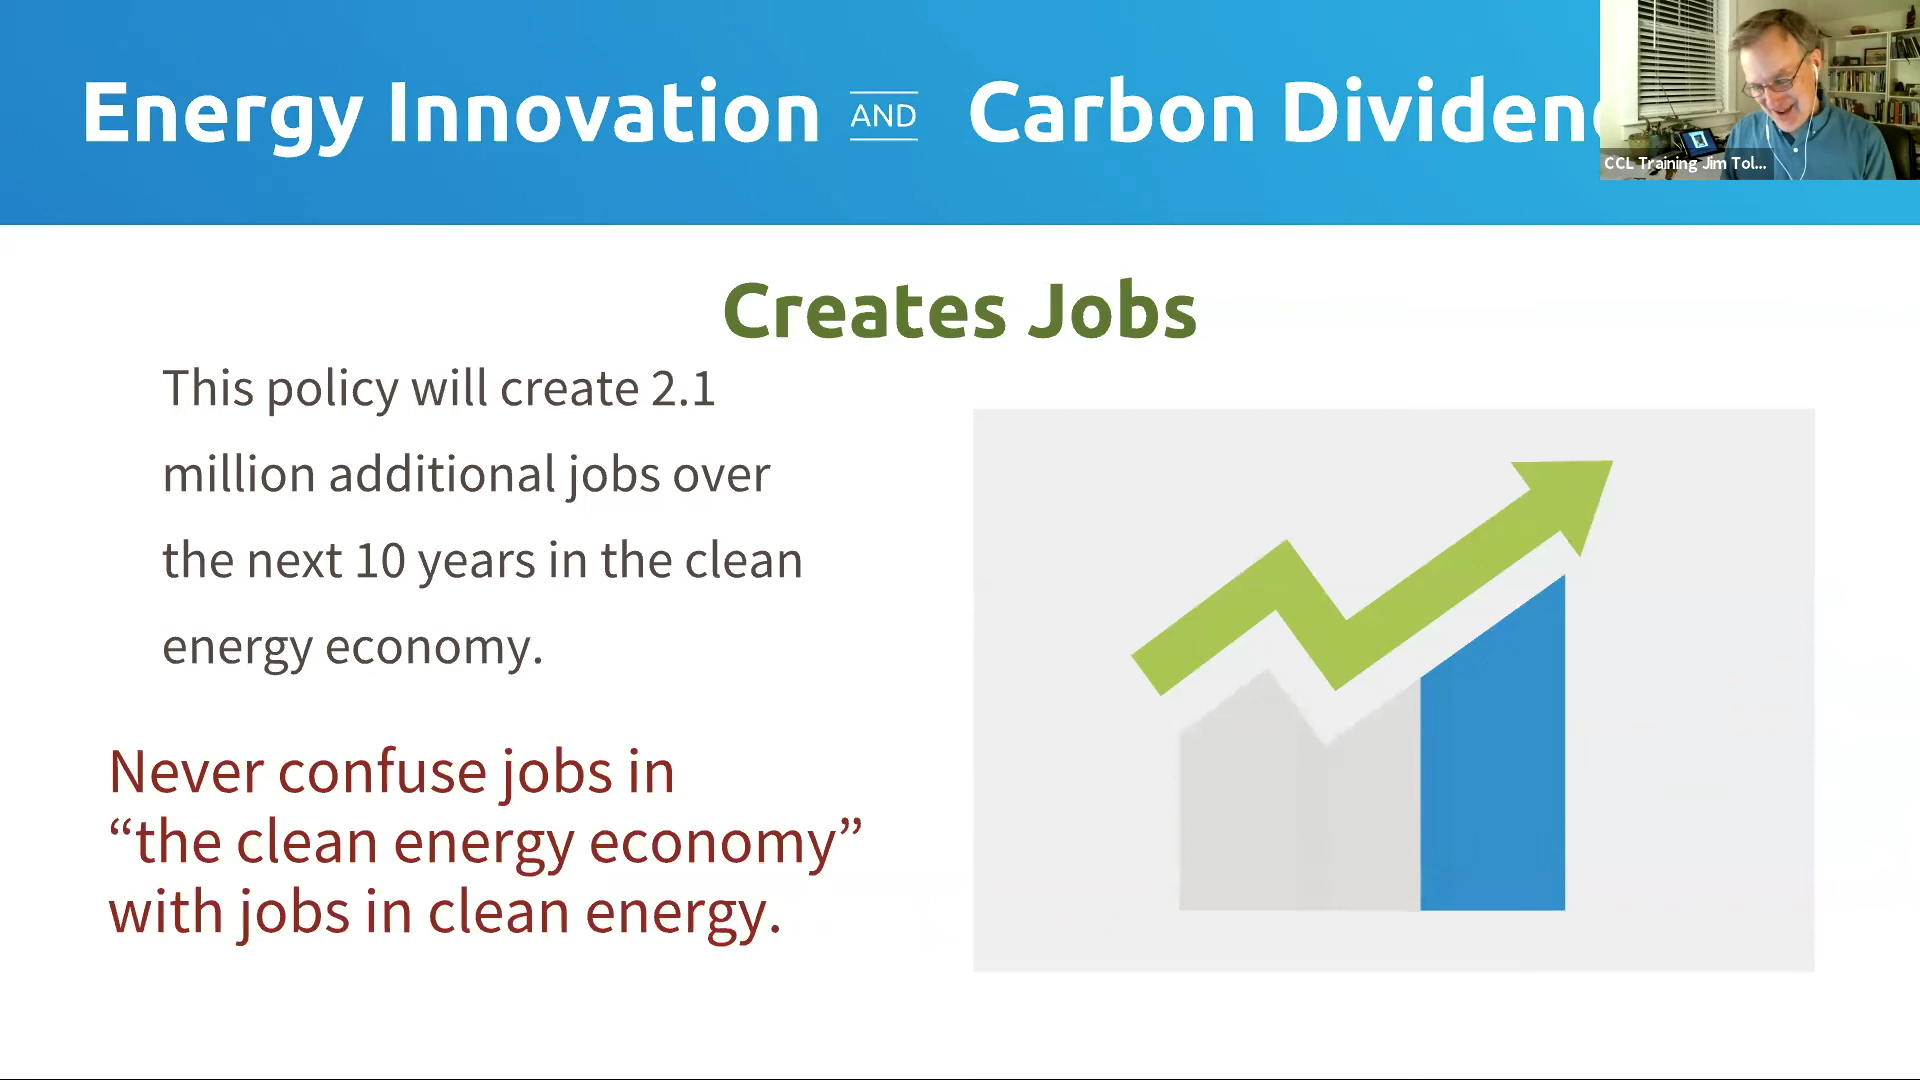 Energy Innovation AND Carbon Dividen
CCL Training Jim Tol...
Creates Jobs
This policy will create 2.1
million additional jobs over
the next 10 years in the clean
energy economy.
Never confuse jobs in
“the clean energy economy”
with jobs in clean energy.